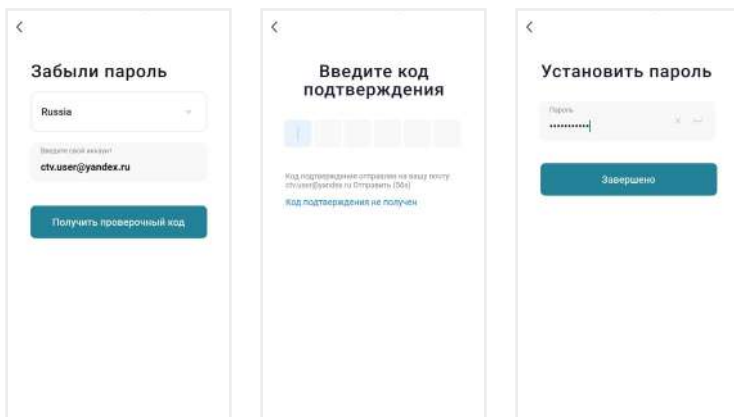 Забыли пароль
Russia
Введите свой аккаунт
ctv.user@yandex.ru
Получить проверочный код
Введите код
подтверждения
Код подтверждения отправлен на вашу почту
ctv.user@yandex.ru Отправить (56s)
Код подтверждения не получен
Установить пароль
Пароль
•••••••••••
Завершено